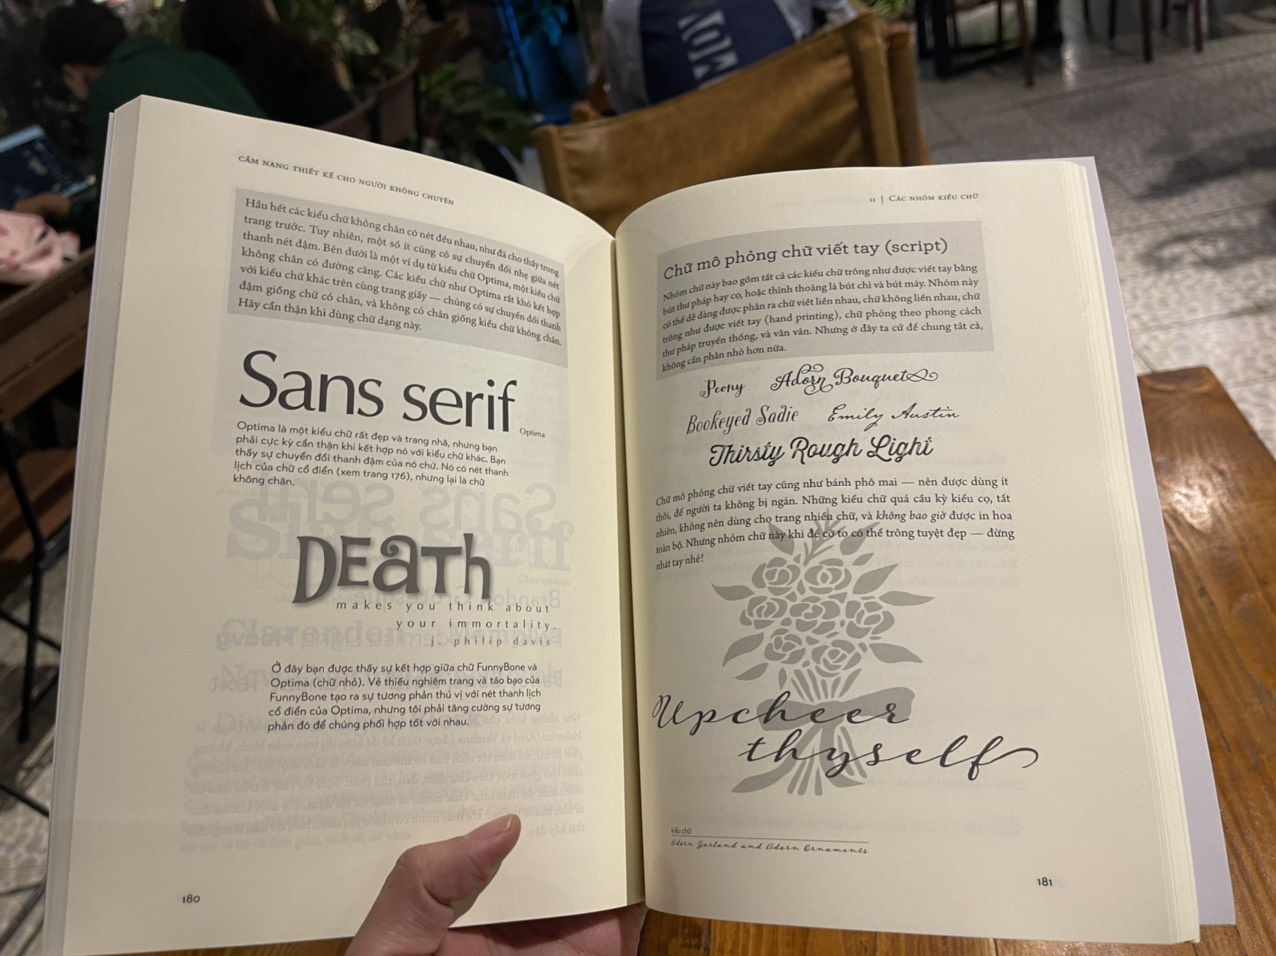 CẨM NANG THIẾT KẾ CHO NGƯỜI KHÔNG CHUYÊN
Hầu hết các kiểu chữ không chân có nét đều nhau, như đã cho thấy trong
trang trước. Tuy nhiên, một số ít cũng có sự chuyển đổi nhẹ giữa nét
thanh nét đậm. Bên dưới là một ví dụ từ kiểu chữ Optima, một kiểu chữ
không chân có đường cong. Các kiểu chữ như Optima rất khó kết hợp
với kiểu chữ khác trên cùng trang giấy — chúng có sự chuyển đổi thanh
đậm giống chữ có chân, và không có chân giống kiểu chữ không chân.
Hãy cẩn thận khi dùng chữ dạng này.
Sans serif
Optima
Optima là một kiểu chữ rất đẹp và trang nhã, nhưng bạn
phải cực kỳ cẩn thận khi kết hợp nó với kiểu chữ khác. Bạn
thấy sự chuyển đổi thanh đậm của nó chứ. Nó có nét thanh
lịch của chữ cổ điển (xem trang 176), nhưng lại là chữ
không chân.
DEATH
makes you think about
your immortality.
j. philip davis
Ở đây bạn được thấy sự kết hợp giữa chữ FunnyBone và
Optima (chữ nhỏ). Vẻ thiếu nghiêm trang và táo bạo của
FunnyBone tạo ra sự tương phản thú vị với nét thanh lịch
cổ điển của Optima, nhưng tôi phải tăng cường sự tương
phản đó để chúng phối hợp tốt với nhau.
180
11 | CÁC NHÓM KIỂU CHỮ
Chữ mô phỏng chữ viết tay (script)
Nhóm chữ này bao gồm tất cả các kiểu chữ trông như được viết tay bằng
bút thư pháp hay cọ, hoặc thỉnh thoảng là bút chì và bút máy. Nhóm này
có thể dễ dàng được phân ra chữ viết liền nhau, chữ không liền nhau, chữ
trông như được viết tay (hand printing), chữ phỏng theo phong cách
thư pháp truyền thống, và vân vân. Nhưng ở đây ta cứ để chung tất cả,
không cần phân nhỏ hơn nữa.
Peony Adorn Bouquet
Bookeyed Sadie Emily Austin
Thirsty Rough Light
Chữ mô phỏng chữ viết tay cũng như bánh phô mai — nên được dùng ít
thôi, để người ta không bị ngán. Những kiểu chữ quá cầu kỳ kiểu cọ, tất
nhiên, không nên dùng cho trang nhiều chữ, và không bao giờ được in hoa
toàn bộ. Nhưng nhóm chữ này khi để cỡ to có thể trông tuyệt đẹp — đừng
nhát tay nhé!
Upcheer
thyself
kiểu chữ
Adorn Garland and Adorn Ornaments
181